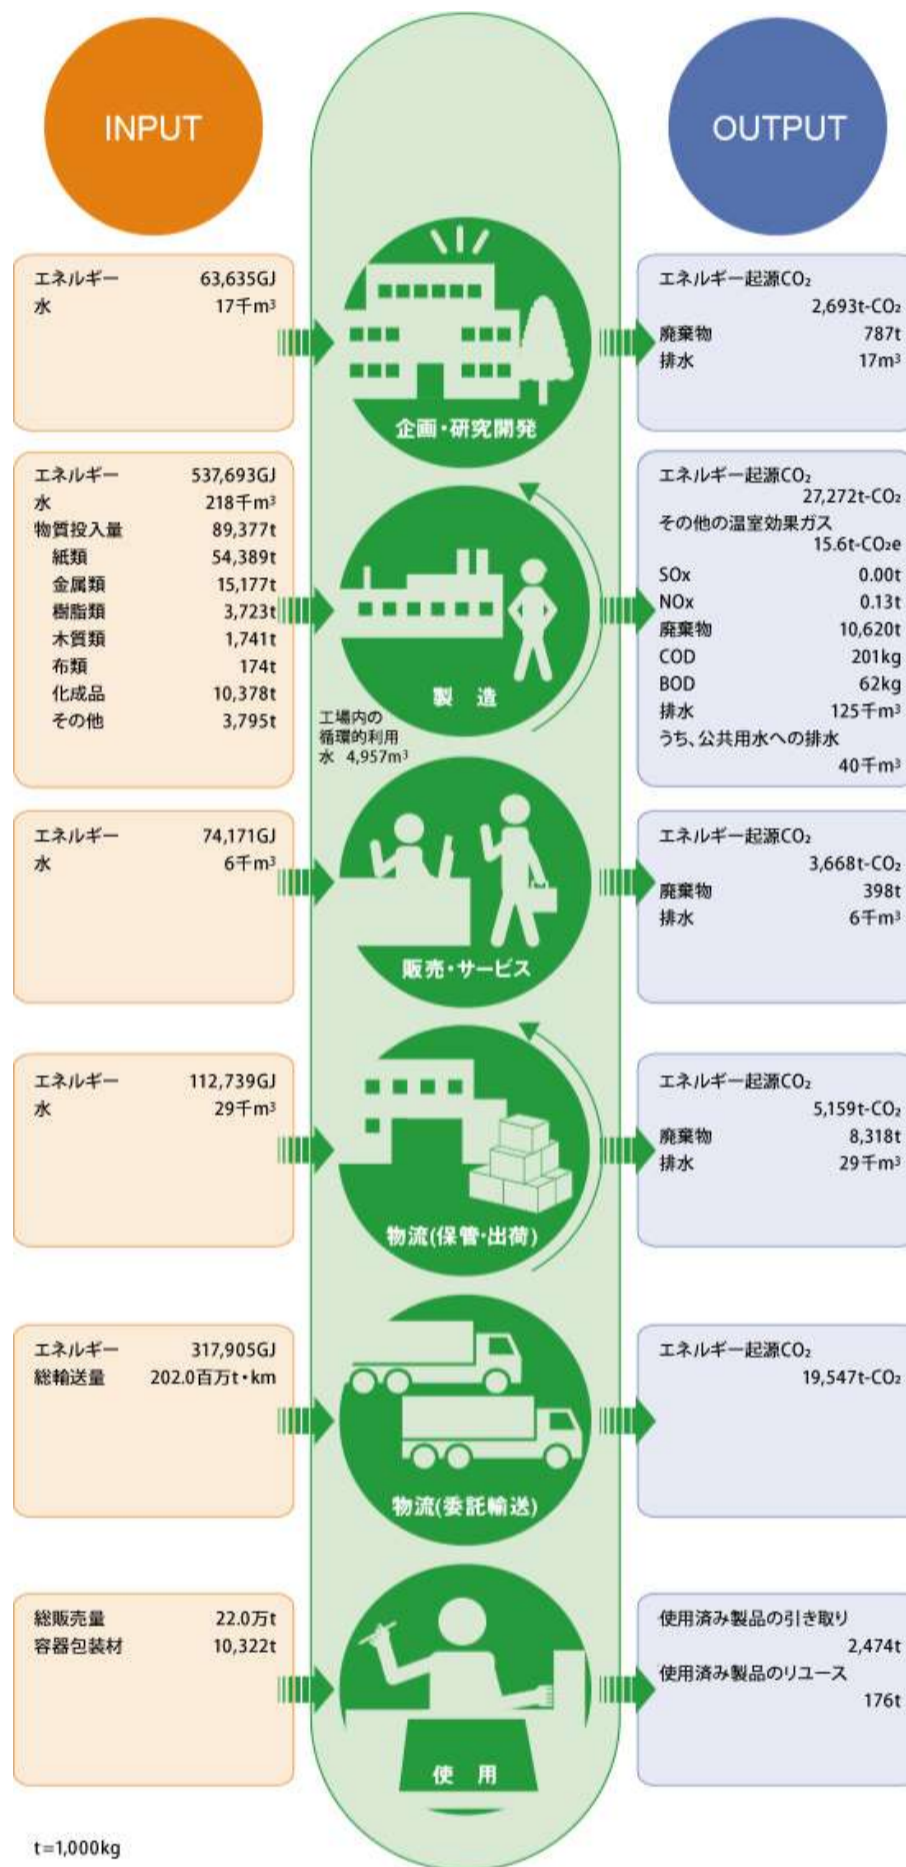 INPUT
OUTPUT
エネルギー 63,635GJ
水 17千m³
企画・研究開発
エネルギー起源CO₂
2,693t-CO₂
廃棄物 787t
排水 17m³
エネルギー 537,693GJ
水 218千m³
物質投入量 89,377t
紙類 54,389t
金属類 15,177t
樹脂類 3,723t
木質類 1,741t
布類 174t
化成品 10,378t
その他 3,795t
製 造
工場内の
循環的利用
水 4,957m³
エネルギー起源CO₂
27,272t-CO₂
その他の温室効果ガス
15.6t-CO₂e
SOx 0.00t
NOx 0.13t
廃棄物 10,620t
COD 201kg
BOD 62kg
排水 125千m³
うち、公共用水への排水
40千m³
エネルギー 74,171GJ
水 6千m³
販売・サービス
エネルギー起源CO₂
3,668t-CO₂
廃棄物 398t
排水 6千m³
エネルギー 112,739GJ
水 29千m³
物流(保管・出荷)
エネルギー起源CO₂
5,159t-CO₂
廃棄物 8,318t
排水 29千m³
エネルギー 317,905GJ
総輸送量 202.0百万t・km
物流(委託輸送)
エネルギー起源CO₂
19,547t-CO₂
総販売量 22.0万t
容器包装材 10,322t
使 用
使用済み製品の引き取り
2,474t
使用済み製品のリユース
176t
t=1,000kg